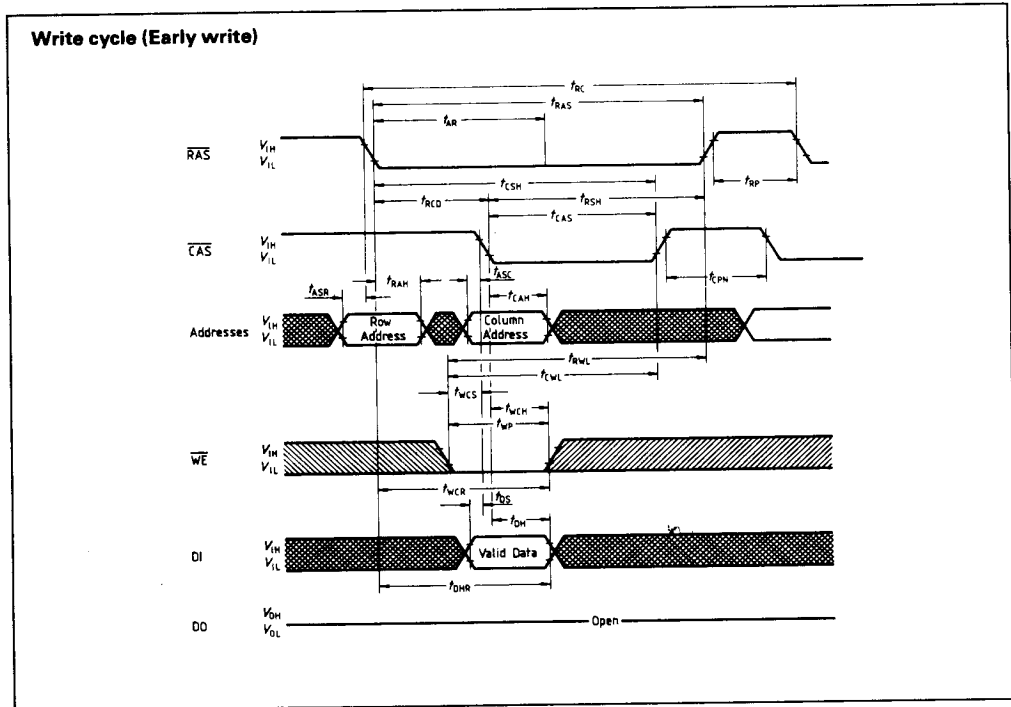 Write cycle (Early write)
tRC
tRAS
tAR
RAS VIH
VIL
tRP
tCSH
tRCD tRSH
tCAS
CAS VIH
VIL
tCPN
tRAH tASC
tASR tCAH
Addresses VIH
VIL
Row
Address
Column
Address
tRWL
tCWL
tWCS
tWCH
tWP
WE VIH
VIL
tWCR
tDS
tDH
DI VIH
VIL
Valid Data
tDHR
DO VOH
VOL
Open